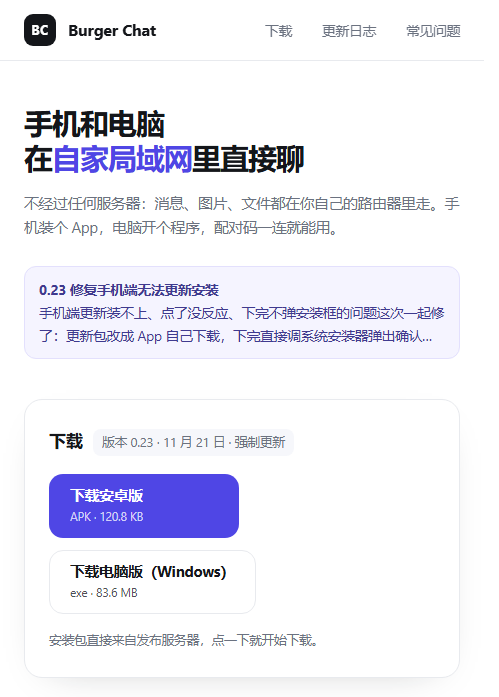 BC Burger Chat 下载 更新日志 常见问题
手机和电脑
在自家局域网里直接聊
不经过任何服务器：消息、图片、文件都在你自己的路由器里走。手
机装个 App，电脑开个程序，配对码一连就能用。
0.23 修复手机端无法更新安装
手机端更新装不上、点了没反应、下完不弹安装框的问题这次一起修
了：更新包改成 App 自己下载，下完直接调系统安装器弹出确认...
下载 版本 0.23 · 11 月 21 日 · 强制更新
下载安卓版
APK · 120.8 KB
下载电脑版（Windows）
exe · 83.6 MB
安装包直接来自发布服务器，点一下就开始下载。